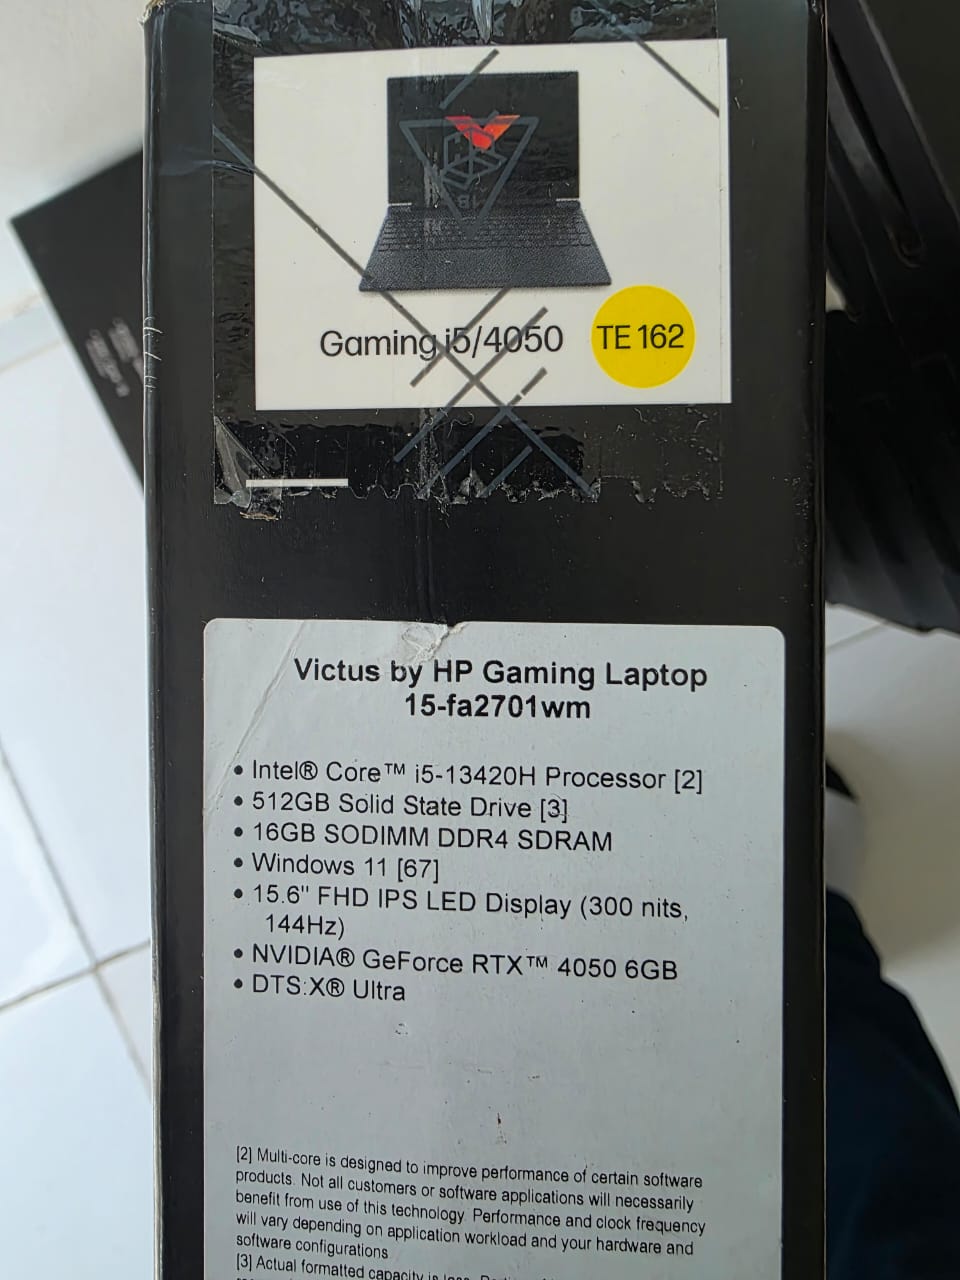 Gaming i5/4050
TE 162
Victus by HP Gaming Laptop
15-fa2701wm
• Intel® Core™ i5-13420H Processor [2]
• 512GB Solid State Drive [3]
• 16GB SODIMM DDR4 SDRAM
• Windows 11 [67]
• 15.6" FHD IPS LED Display (300 nits,
144Hz)
• NVIDIA® GeForce RTX™ 4050 6GB
• DTS:X® Ultra
[2] Multi-core is designed to improve performance of certain software
products. Not all customers or software applications will necessarily
benefit from use of this technology. Performance and clock frequency
will vary depending on application workload and your hardware and
software configurations
[3] Actual formatted capacity is less.